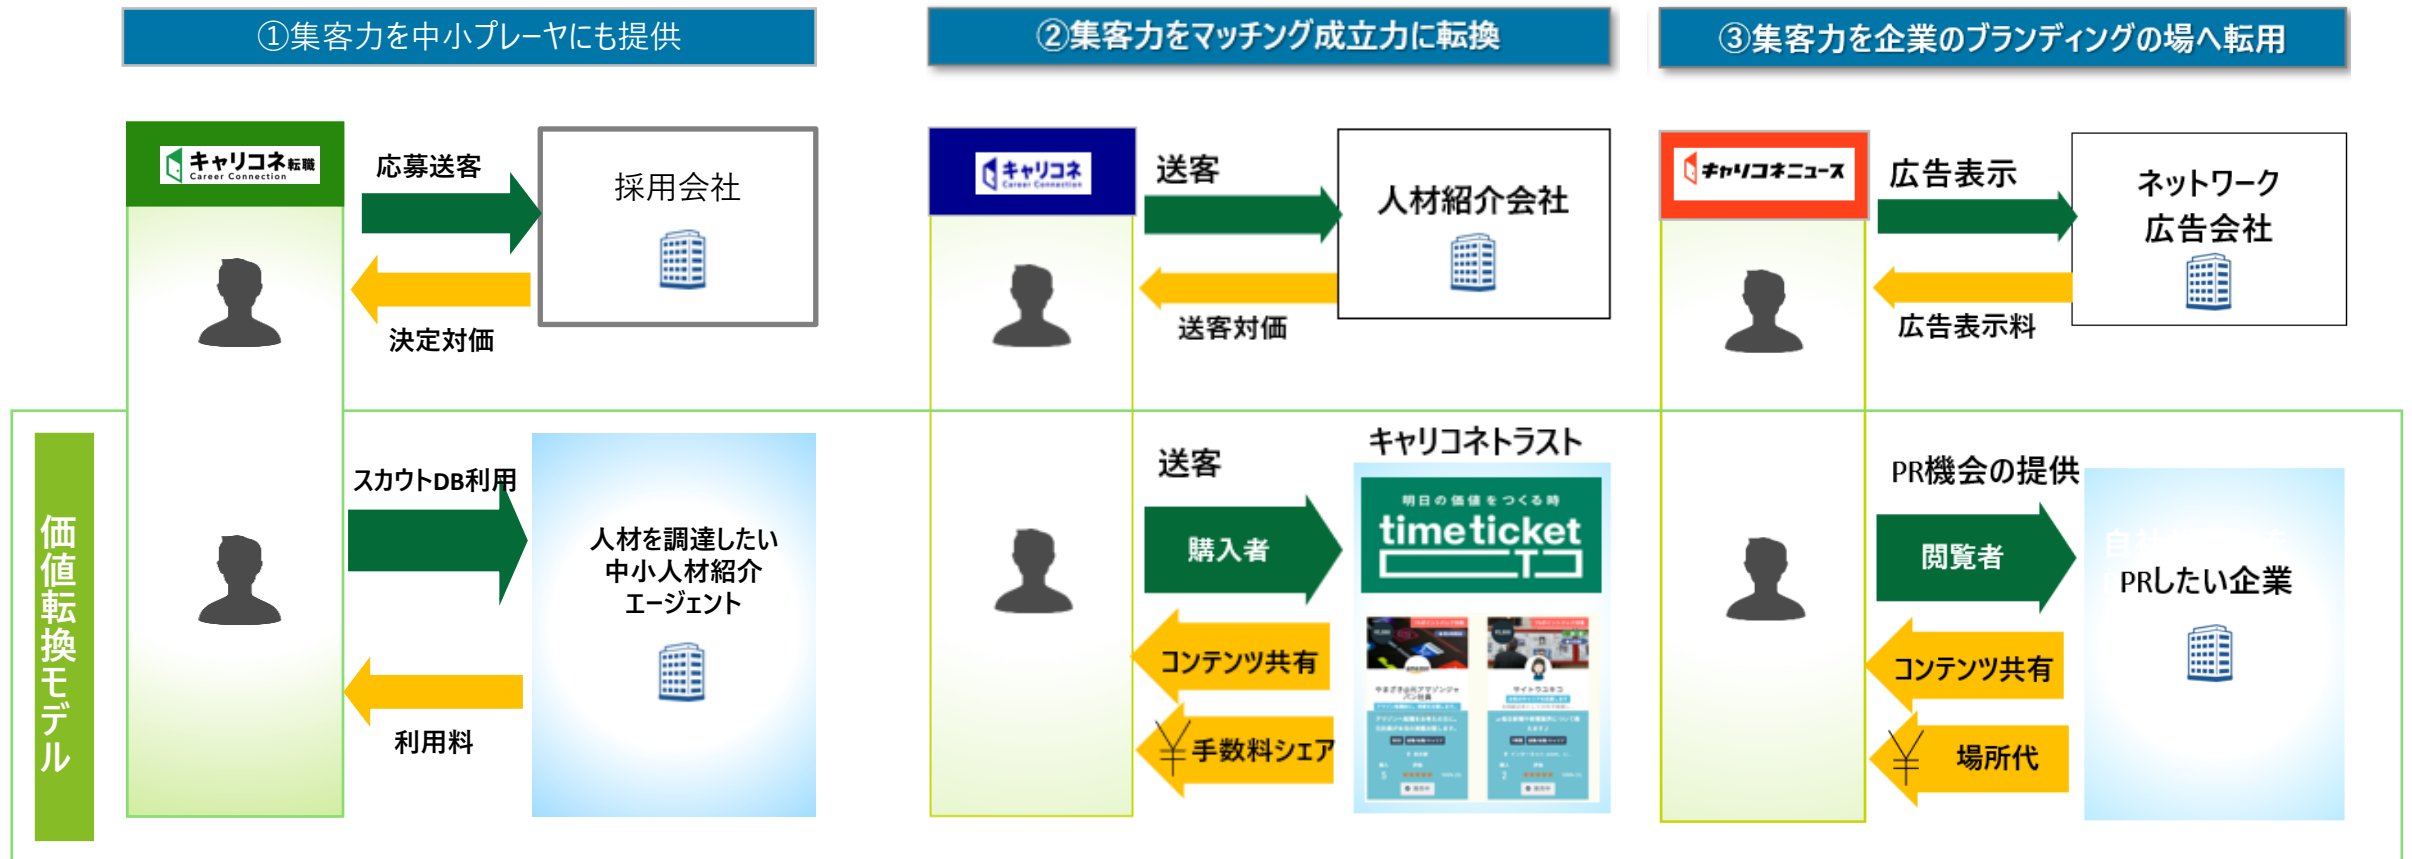 ①集客力を中小プレーヤにも提供
②集客力をマッチング成立力に転換
③集客力を企業のブランディングの場へ転用
キャリコネ転職
Career Connection
応募送客
決定対価
採用会社
キャリコネ
Career Connection
送客
送客対価
人材紹介会社
キャリコネニュース
広告表示
広告表示料
ネットワーク
広告会社
価値転換モデル
スカウトDB利用
利用料
人材を調達したい
中小人材紹介
エージェント
送客
購入者
コンテンツ共有
¥手数料シェア
キャリコネトラスト
明日の価値をつくる時
timeticket
サイトウユキコ
5
2
PR機会の提供
閲覧者
コンテンツ共有
¥ 場所代
PRしたい企業